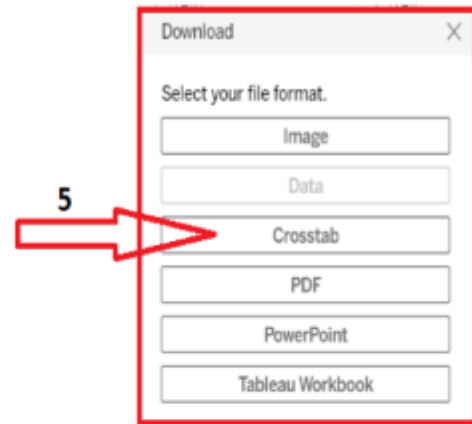 Download X
Select your file format.
Image
Data
5
Crosstab
PDF
PowerPoint
Tableau Workbook